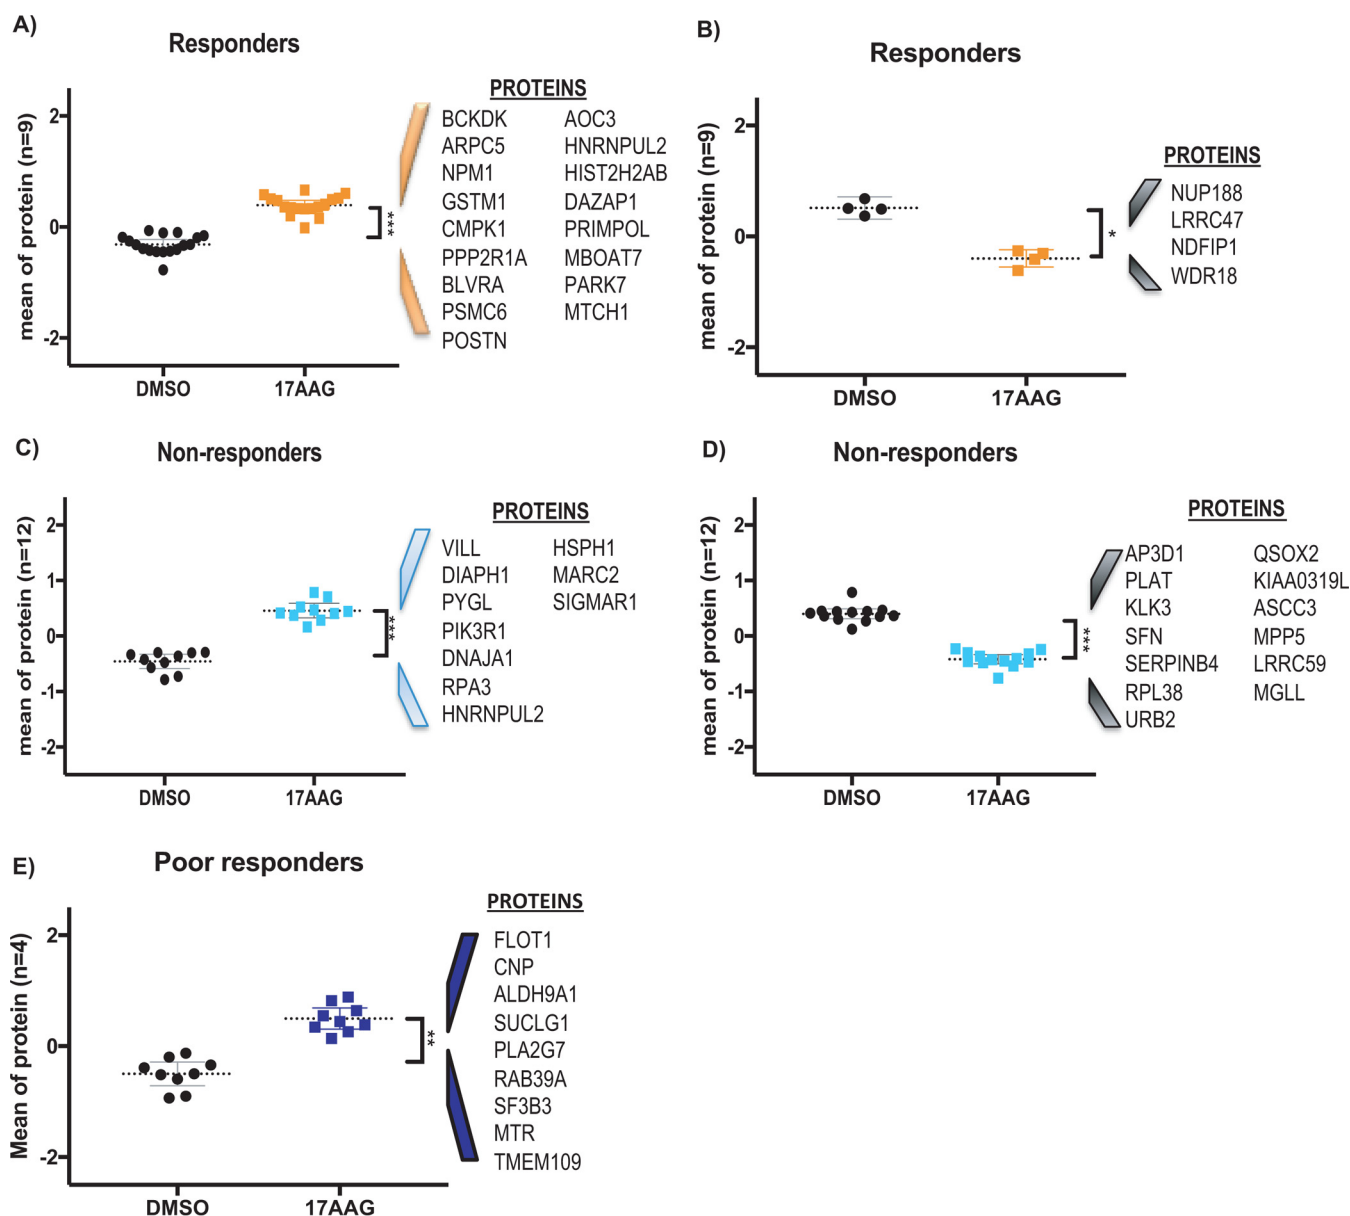 A)
Responders
mean of protein (n=9)
2
0
-2
DMSO
17AAG
***
PROTEINS
BCKDK AOC3
ARPC5 HNRNPUL2
NPM1 HIST2H2AB
GSTM1 DAZAP1
CMPK1 PRIMPOL
PPP2R1A MBOAT7
BLVRA PARK7
PSMC6 MTCH1
POSTN
B)
Responders
mean of protein (n=9)
2
0
-2
DMSO
17AAG
*
PROTEINS
NUP188
LRRC47
NDFIP1
WDR18
C)
Non-responders
mean of protein (n=12)
2
1
0
-1
-2
DMSO
17AAG
***
PROTEINS
VILL HSPH1
DIAPH1 MARC2
PYGL SIGMAR1
PIK3R1
DNAJA1
RPA3
HNRNPUL2
D)
Non-responders
mean of protein (n=12)
2
1
0
-1
-2
DMSO
17AAG
***
PROTEINS
AP3D1 QSOX2
PLAT KIAA0319L
KLK3 ASCC3
SFN MPP5
SERPINB4 LRRC59
RPL38 MGLL
URB2
E)
Poor responders
Mean of protein (n=4)
2
0
-2
DMSO
17AAG
**
PROTEINS
FLOT1
CNP
ALDH9A1
SUCLG1
PLA2G7
RAB39A
SF3B3
MTR
TMEM109